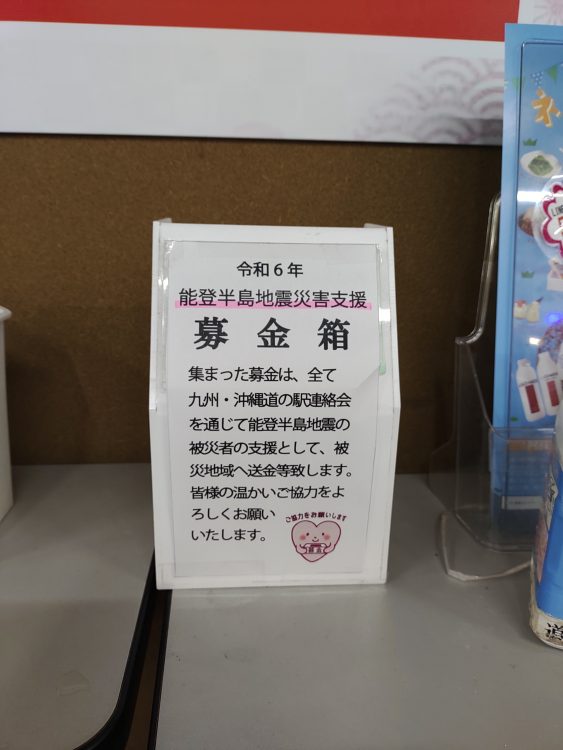 令和6年
能登半島地震災害支援
募金箱
集まった募金は、全て
九州・沖縄道の駅連絡会
を通じて能登半島地震の
被災者の支援として、被
災地域へ送金等致します。
皆様の温かいご協力をよ
ろしくお願い
いたします。
ご協力をお願いします
募金